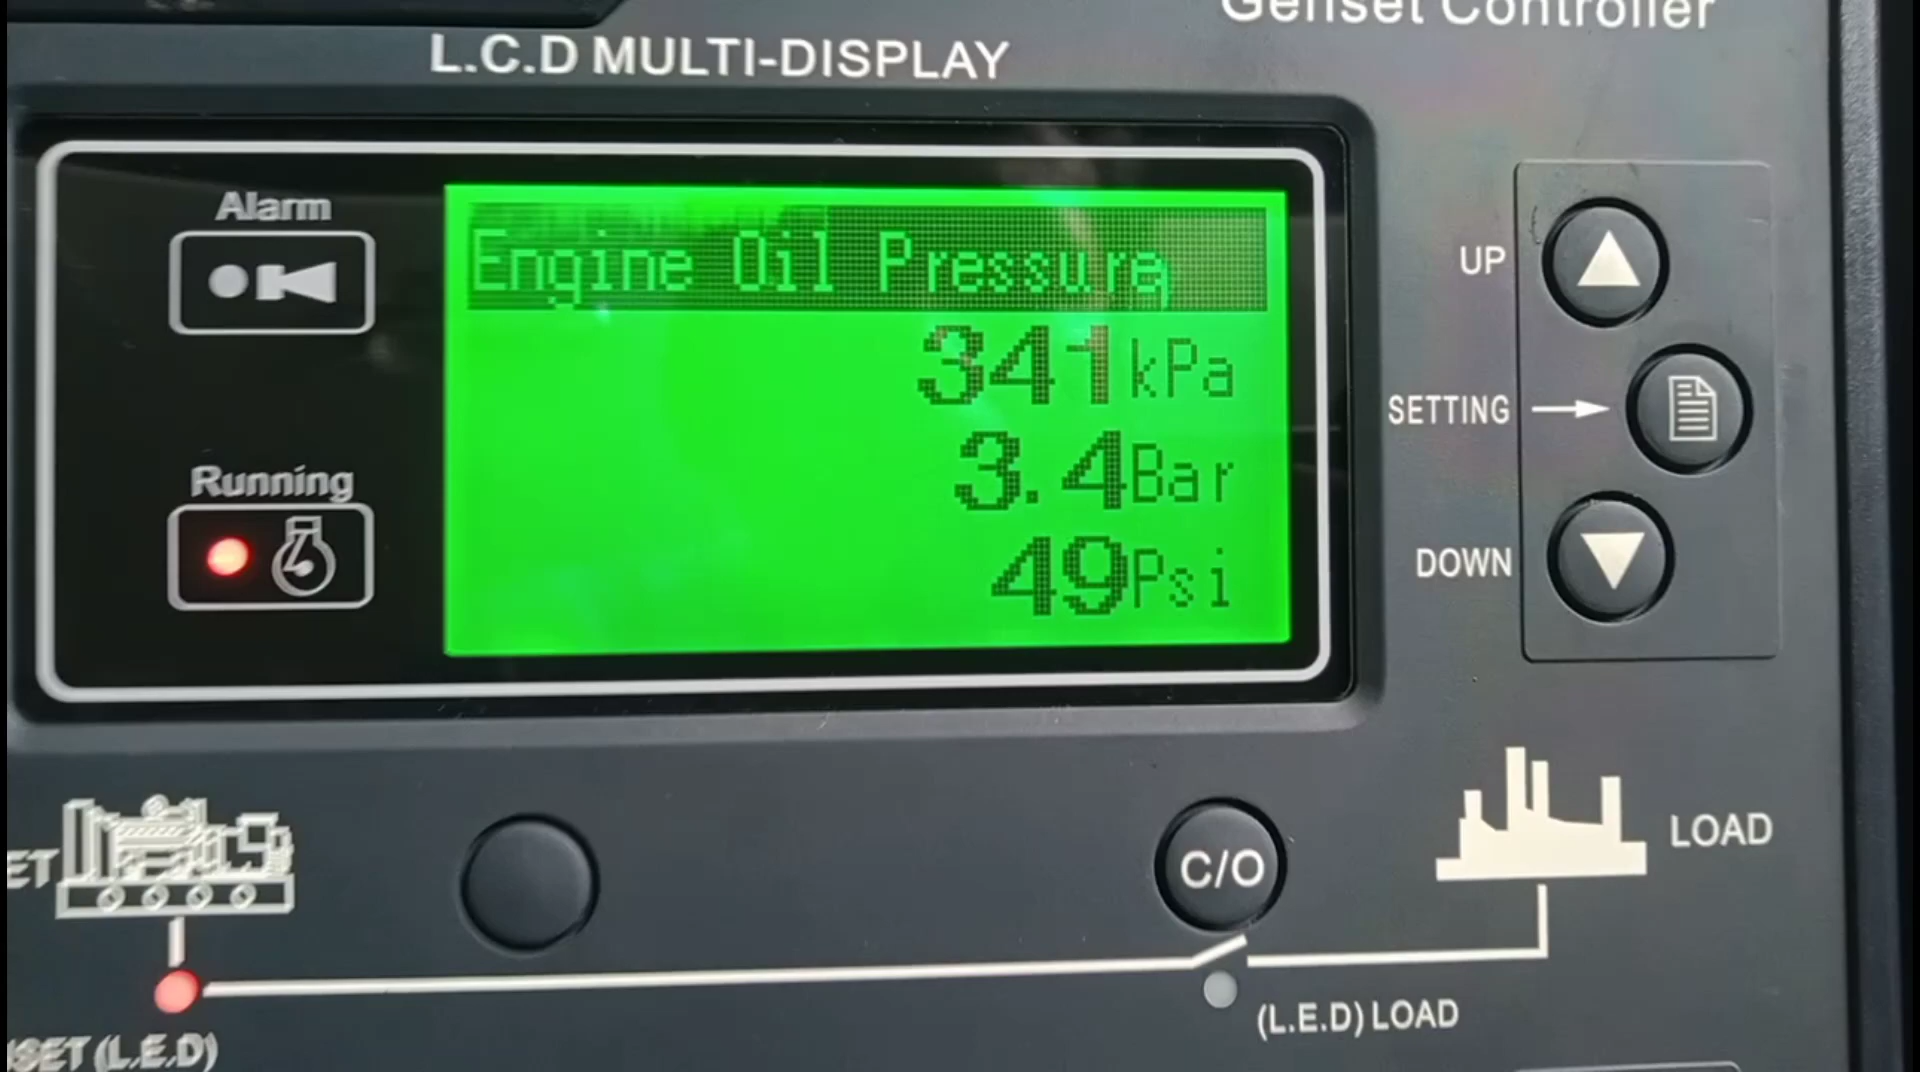 Genset Controller
L.C.D MULTI-DISPLAY
Alarm
Engine Oil Pressure
341kPa
3.4Bar
49Psi
Running
UP
SETTING
DOWN
C/O
LOAD
(L.E.D) LOAD
(L.E.D)